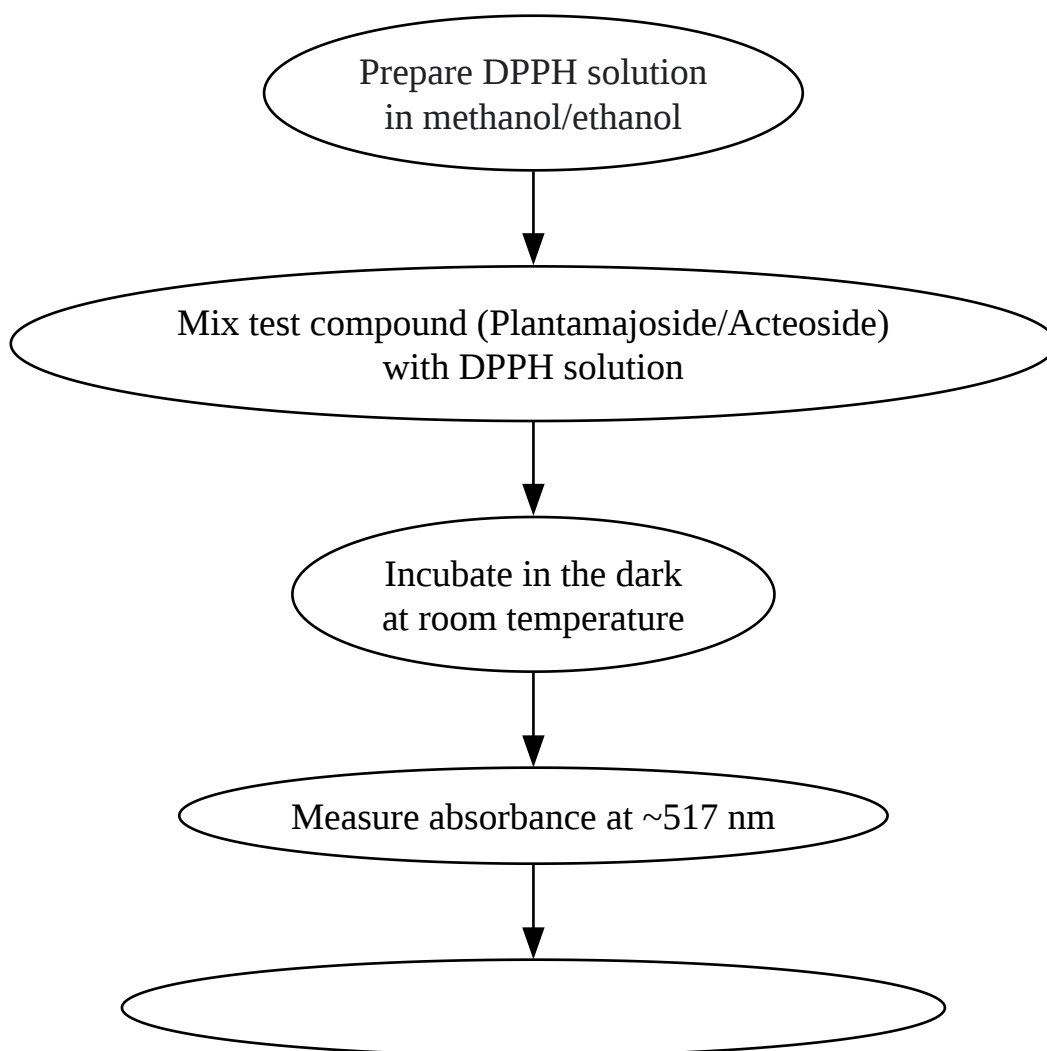 Prepare DPPH solution
in methanol/ethanol
Mix test compound (Plantamajoside/Acteoside)
with DPPH solution
Incubate in the dark
at room temperature
Measure absorbance at ~517 nm